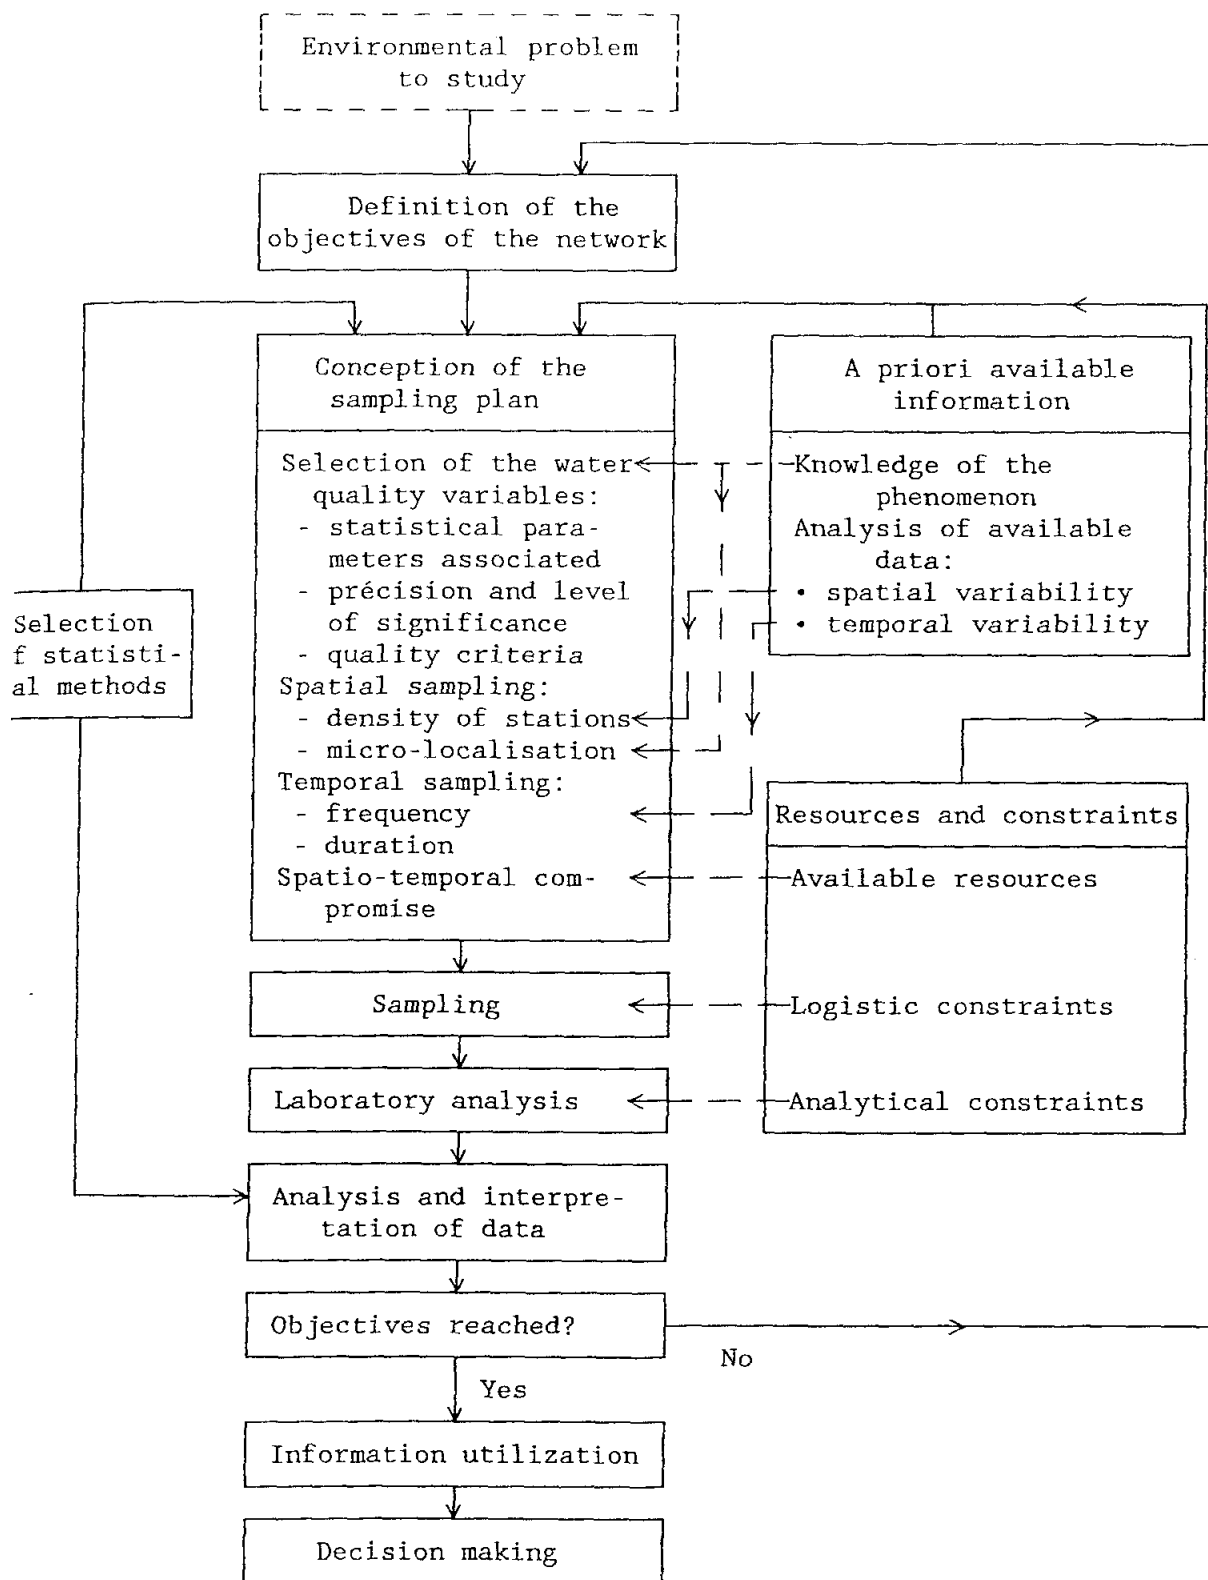 Environmental problem
to study
Definition of the
objectives of the network
Conception of the
sampling plan
Selection of the water
quality variables:
- statistical para-
meters associated
- précision and level
of significance
- quality criteria
Spatial sampling:
- density of stations
- micro-localisation
Temporal sampling:
- frequency
- duration
Spatio-temporal com-
promise
A priori available
information
Knowledge of the
phenomenon
Analysis of available
data:
• spatial variability
• temporal variability
Selection
f statisti-
al methods
Resources and constraints
Available resources
Logistic constraints
Analytical constraints
Sampling
Laboratory analysis
Analysis and interpre-
tation of data
Objectives reached?
No
Yes
Information utilization
Decision making